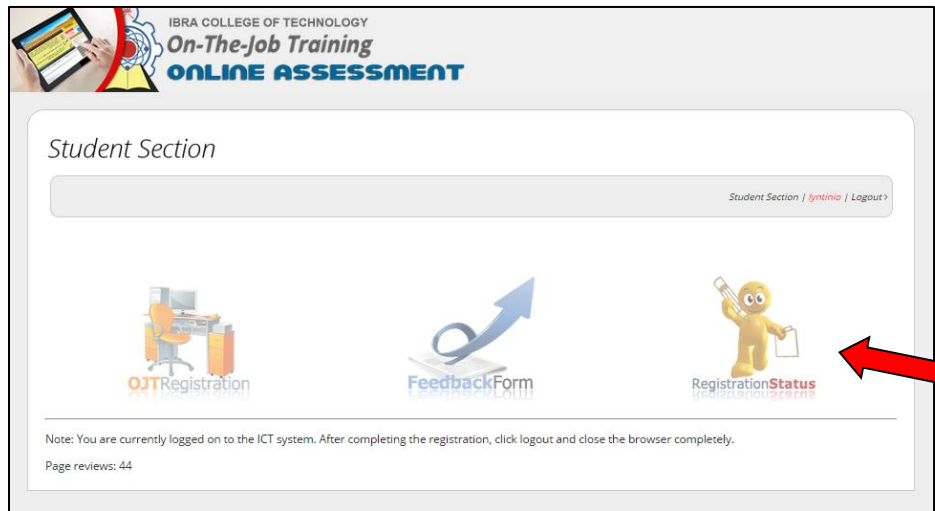 IBRA COLLEGE OF TECHNOLOGY
On-The-Job Training
ONLINE ASSESSMENT
Student Section
Student Section | lyntinio | Logout >
OJTRegistration
FeedbackForm
RegistrationStatus
Note: You are currently logged on to the ICT system. After completing the registration, click logout and close the browser completely.
Page reviews: 44